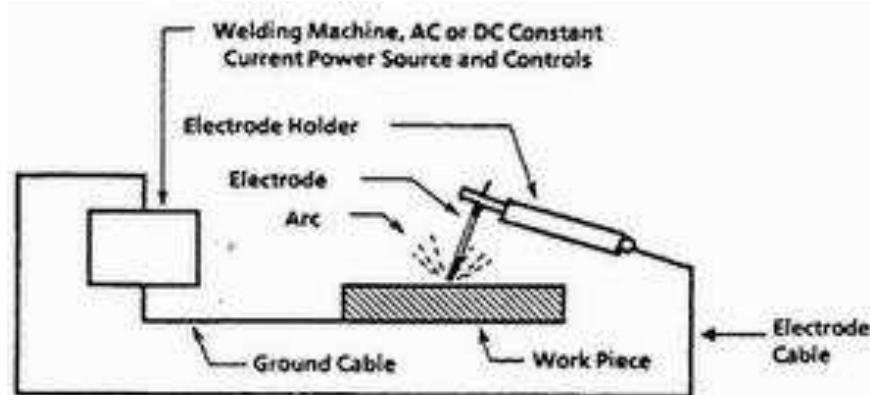 Welding Machine, AC or DC Constant
Current Power Source and Controls
Electrode Holder
Electrode
Arc
Ground Cable
Work Piece
Electrode
Cable